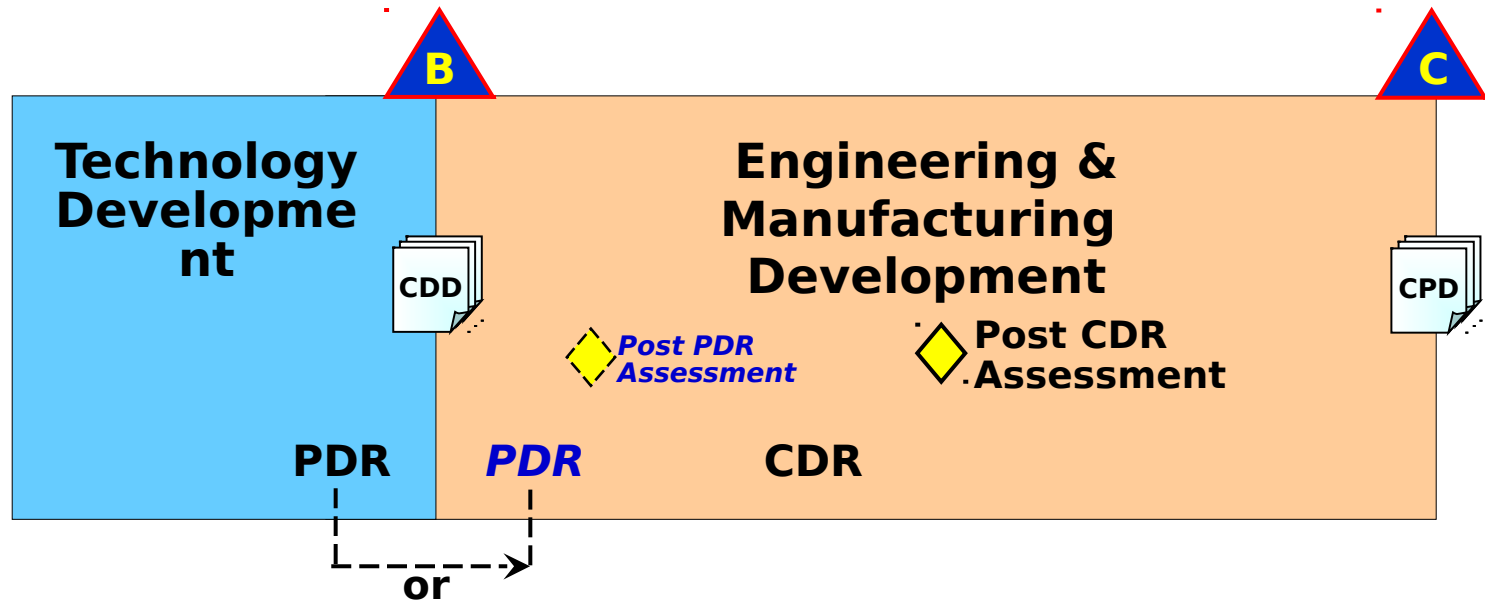 B
C
Technology
Developme
nt
Engineering &
Manufacturing
Development
CDD
CPD
Post PDR
Assessment
Post CDR
Assessment
PDR
PDR
CDR
or